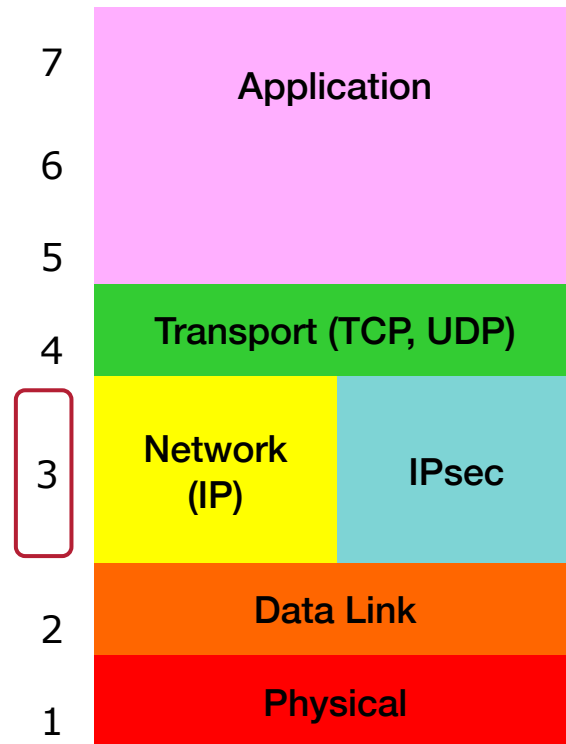 7
Application
6
5
4
Transport (TCP, UDP)
3
Network
(IP)
IPsec
2
Data Link
1
Physical